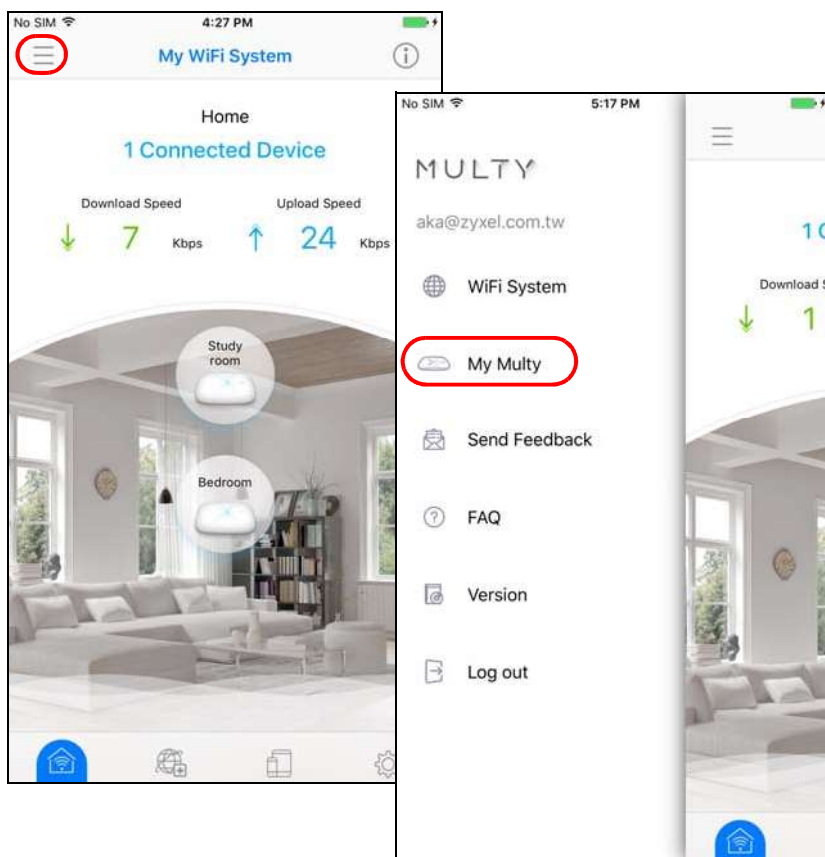 No SIM 4:27 PM
My WiFi System
Home
1 Connected Device
Download Speed Upload Speed
7 Kbps 24 Kbps
Study
room
Bedroom
No SIM 5:17 PM
MULTY
aka@zyxel.com.tw
WiFi System
My Multy
Send Feedback
FAQ
Version
Log out
1 C
Download S
1